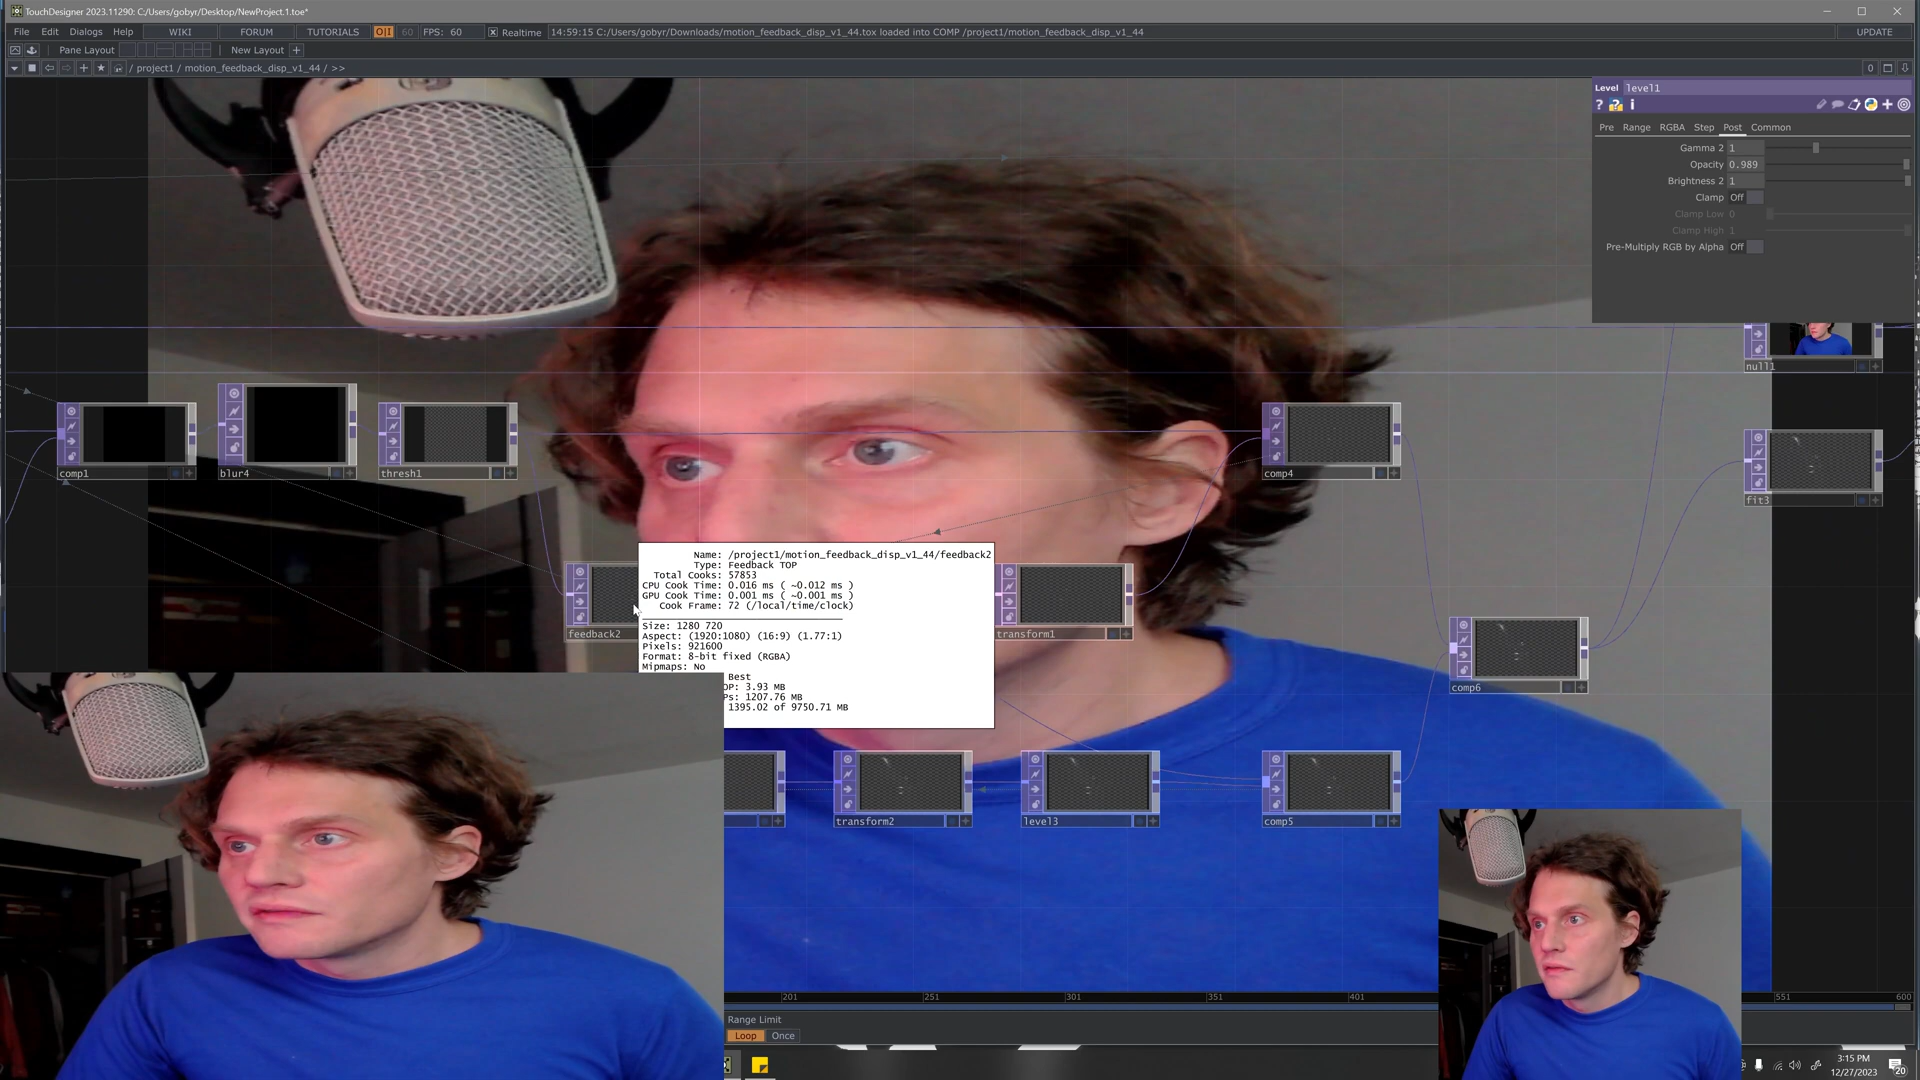 TouchDesigner 2023.11290: C:/Users/gobyr/Desktop/NewProject.1.toe*
File Edit Dialogs Help WIKI FORUM TUTORIALS O|I 60 FPS: 60 Realtime 14:59:15 C:/Users/gobyr/Downloads/motion_feedback_disp_v1_44.tox loaded into COMP /project1/motion_feedback_disp_v1_44 UPDATE
Pane Layout New Layout +
/ project1 / motion_feedback_disp_v1_44 / >> 0
Level level1
? ? i
Pre Range RGBA Step Post Common
Gamma 2 1
Opacity 0.989
Brightness 2 1
Clamp Off
Clamp Low 0
Clamp High 1
Pre-Multiply RGB by Alpha Off
null1
comp1 blur4 thresh1 comp4
fit3
Name: /project1/motion_feedback_disp_v1_44/feedback2
Type: Feedback TOP
Total Cooks: 57853
CPU Cook Time: 0.016 ms ( ~0.012 ms )
GPU Cook Time: 0.001 ms ( ~0.001 ms )
Cook Frame: 72 (/local/time/clock)
Size: 1280 720
Aspect: (1920:1080) (16:9) (1.77:1)
Pixels: 921600
Format: 8-bit fixed (RGBA)
Mipmaps: No
Best
OP: 3.93 MB
Ps: 1207.76 MB
1395.02 of 9750.71 MB
feedback2 transform1
comp6
transform2 level3 comp5
201 251 301 351 401 551 600
Range Limit
Loop Once
3:15 PM
12/27/2023
20